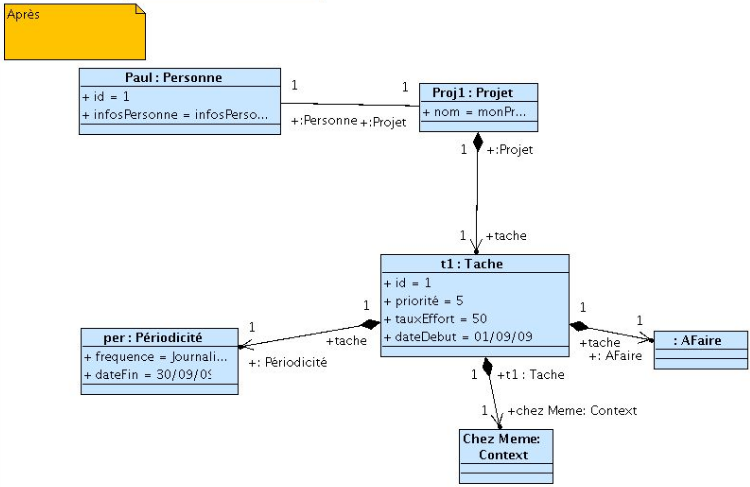 Après
Paul : Personne
+ id = 1
+ infosPersonne = infosPerso...
1
1
+:Personne
+:Projet
Proj1 : Projet
+ nom = monPr...
1
+:Projet
1
+tache
t1 : Tache
+ id = 1
+ priorité = 5
+ tauxEffort = 50
+ dateDebut = 01/09/09
1
+tache
1
+: Périodicité
per : Périodicité
+ frequence = Journali...
+ dateFin = 30/09/09
1
+tache
1
+: AFaire
: AFaire
1
+t1 : Tache
1
+chez Meme: Context
Chez Meme:
Context